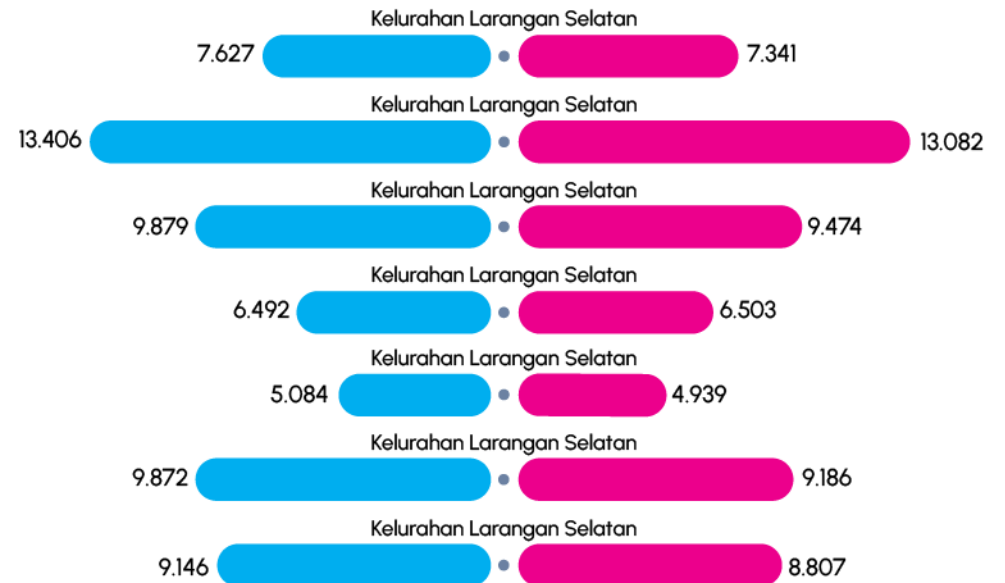 Kelurahan Larangan Selatan
7.627 7.341
Kelurahan Larangan Selatan
13.406 13.082
Kelurahan Larangan Selatan
9.879 9.474
Kelurahan Larangan Selatan
6.492 6.503
Kelurahan Larangan Selatan
5.084 4.939
Kelurahan Larangan Selatan
9.872 9.186
Kelurahan Larangan Selatan
9.146 8.807